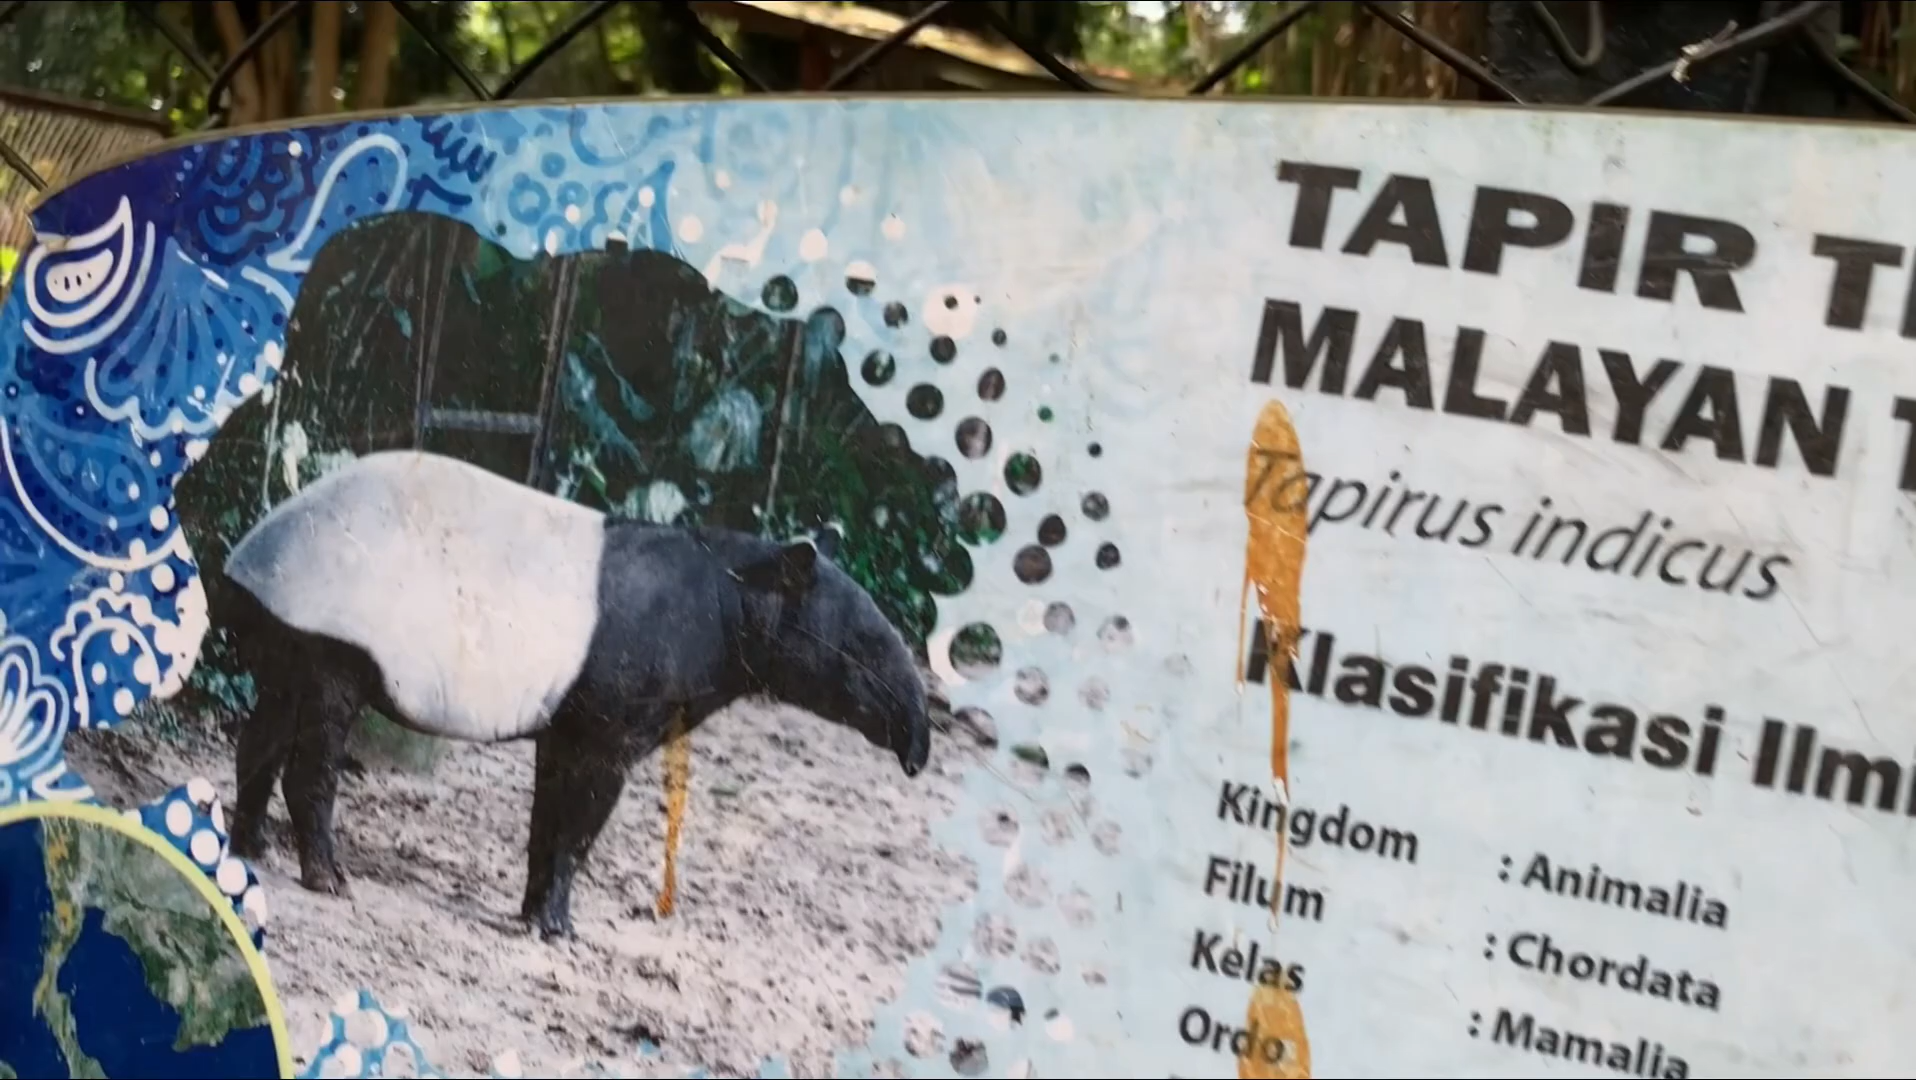 TAPIR
MALAYAN
Tapirus indicus
Klasifikasi
Kingdom : Animalia
Filum : Chordata
Kelas : Mamalia
Ordo